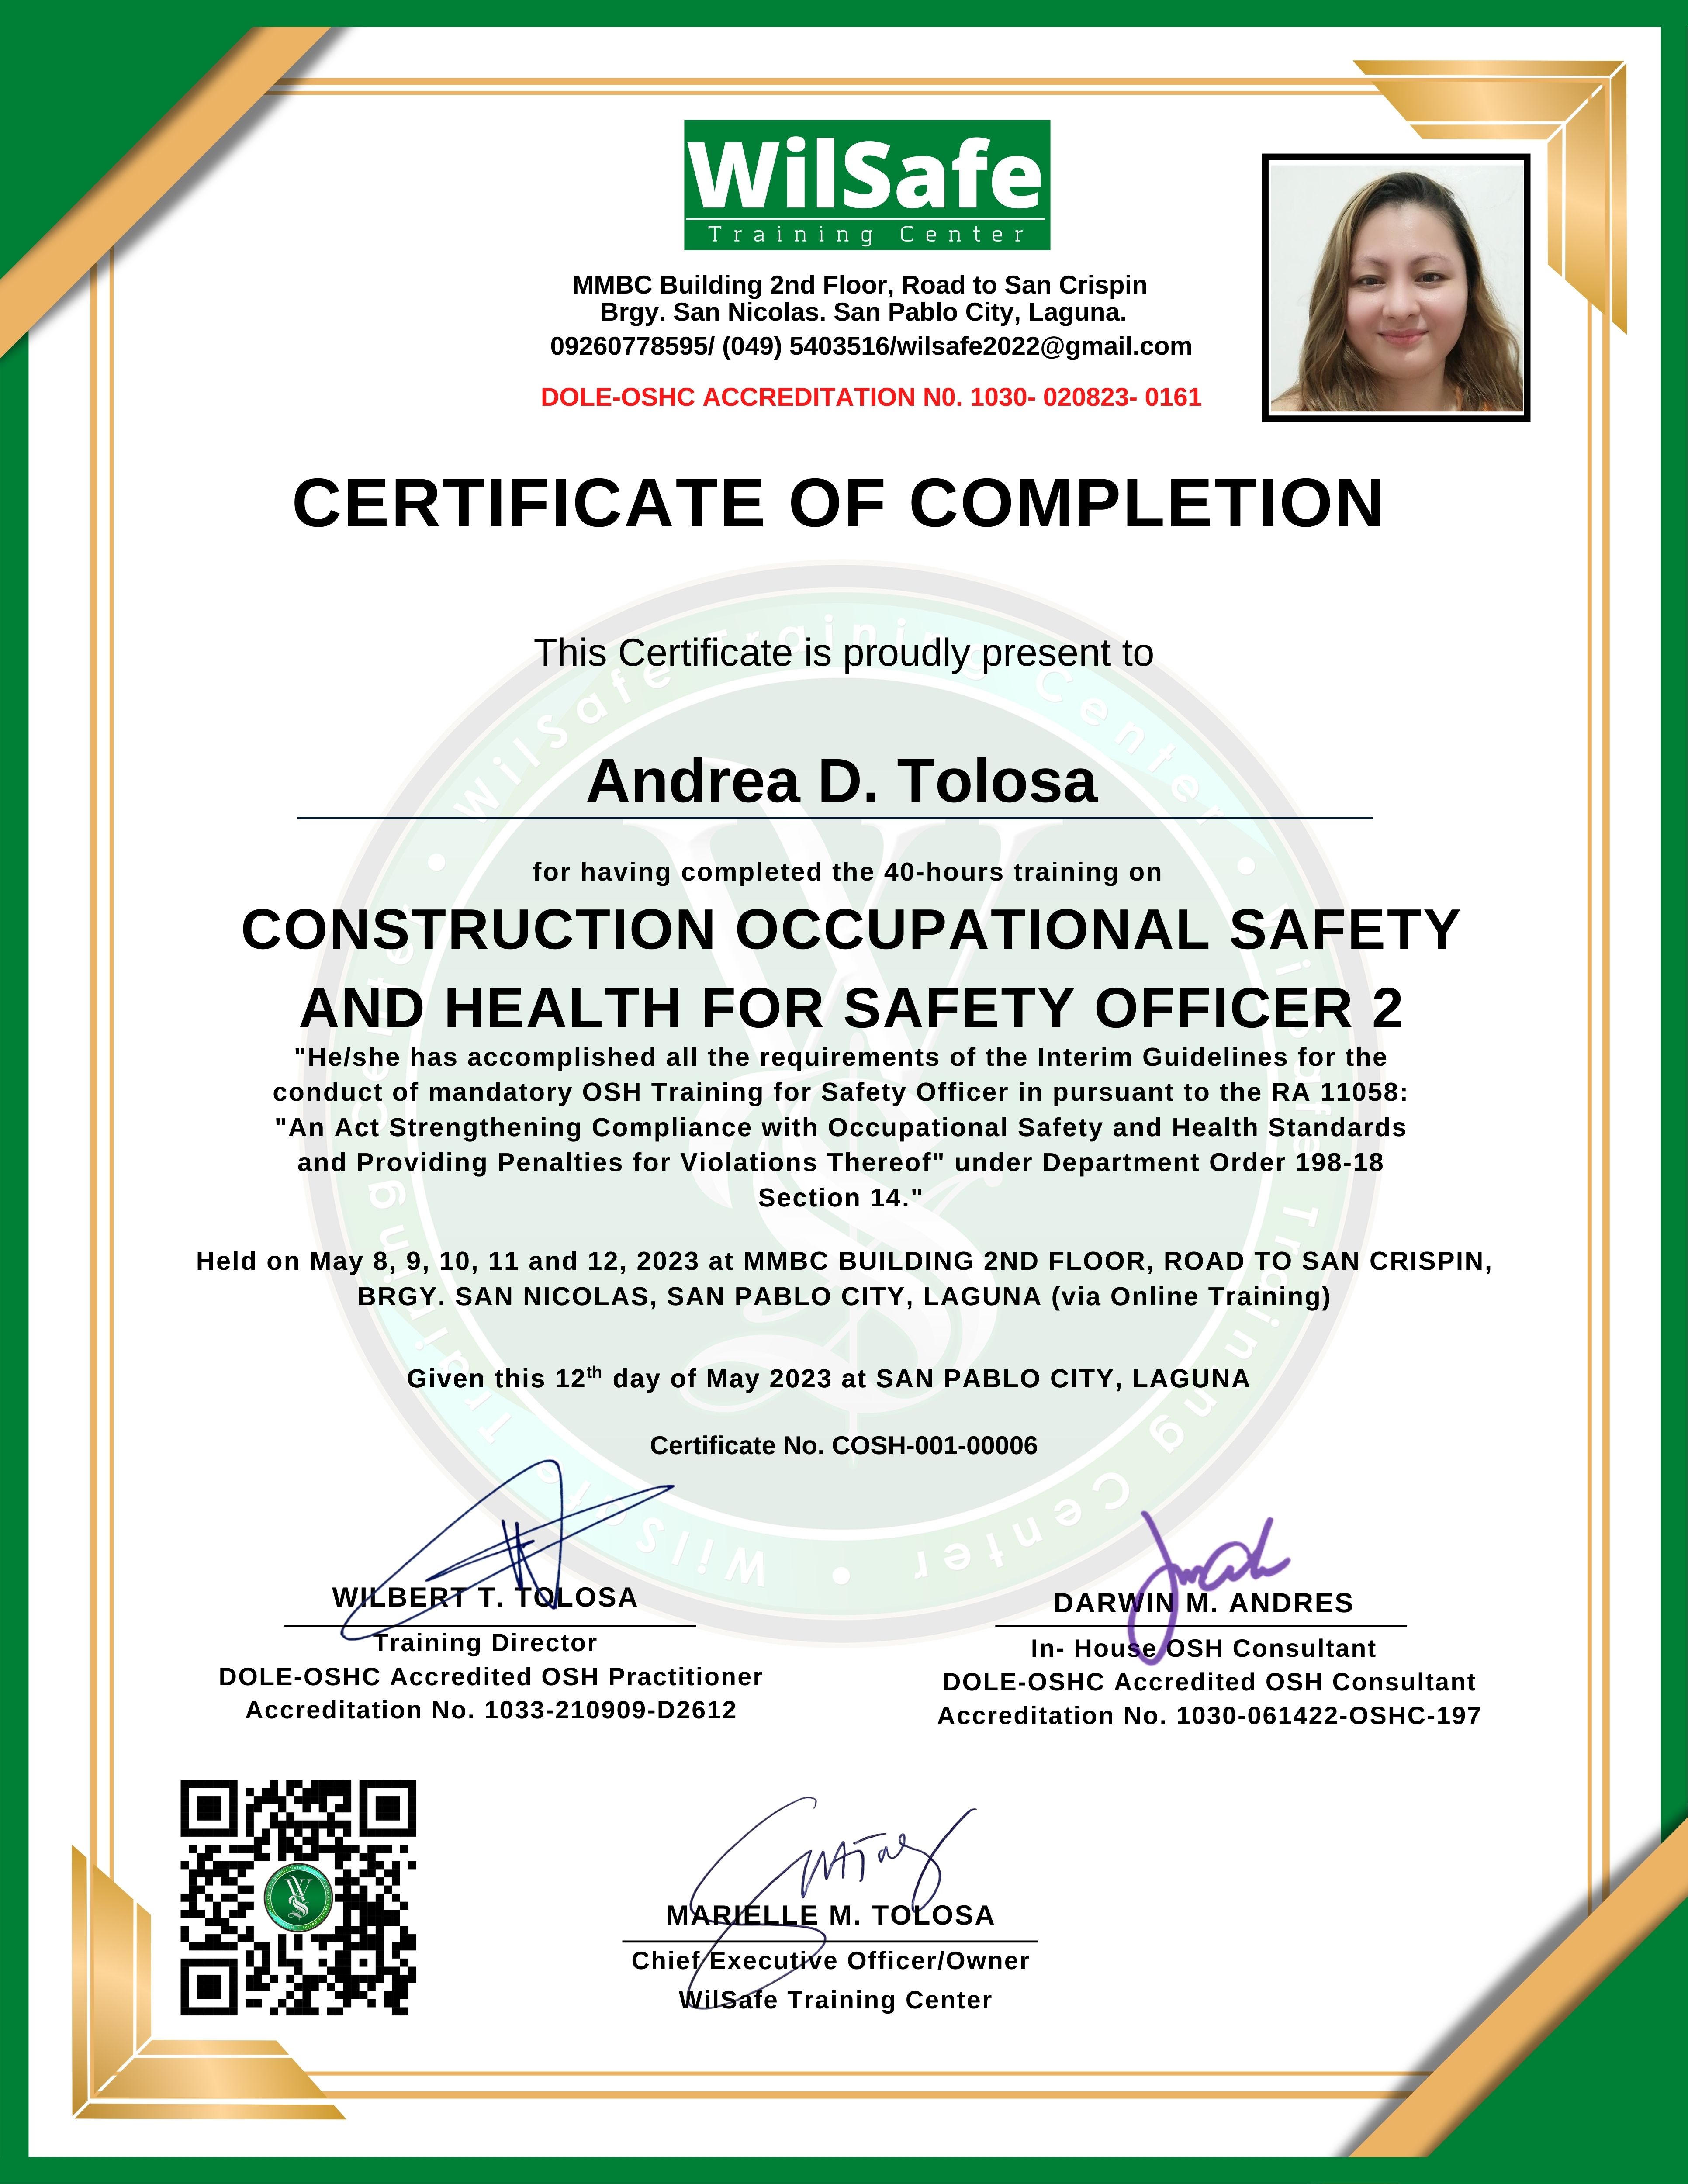 WilSafe
Training Center
MMBC Building 2nd Floor, Road to San Crispin
Brgy. San Nicolas. San Pablo City, Laguna.
09260778595/ (049) 5403516/wilsafe2022@gmail.com
DOLE-OSHC ACCREDITATION N0. 1030- 020823- 0161
CERTIFICATE OF COMPLETION
This Certificate is proudly present to
Andrea D. Tolosa
for having completed the 40-hours training on
CONSTRUCTION OCCUPATIONAL SAFETY
AND HEALTH FOR SAFETY OFFICER 2
"He/she has accomplished all the requirements of the Interim Guidelines for the
conduct of mandatory OSH Training for Safety Officer in pursuant to the RA 11058:
"An Act Strengthening Compliance with Occupational Safety and Health Standards
and Providing Penalties for Violations Thereof" under Department Order 198-18
Section 14."
Held on May 8, 9, 10, 11 and 12, 2023 at MMBC BUILDING 2ND FLOOR, ROAD TO SAN CRISPIN,
BRGY. SAN NICOLAS, SAN PABLO CITY, LAGUNA (via Online Training)
Given this 12th day of May 2023 at SAN PABLO CITY, LAGUNA
Certificate No. COSH-001-00006
WILBERT T. TOLOSA
Training Director
DOLE-OSHC Accredited OSH Practitioner
Accreditation No. 1033-210909-D2612
DARWIN M. ANDRES
In- House OSH Consultant
DOLE-OSHC Accredited OSH Consultant
Accreditation No. 1030-061422-OSHC-197
MARIELLE M. TOLOSA
Chief Executive Officer/Owner
WilSafe Training Center
WilSafe Training Center • WilSafe Training Center • WilSafe Training Center •